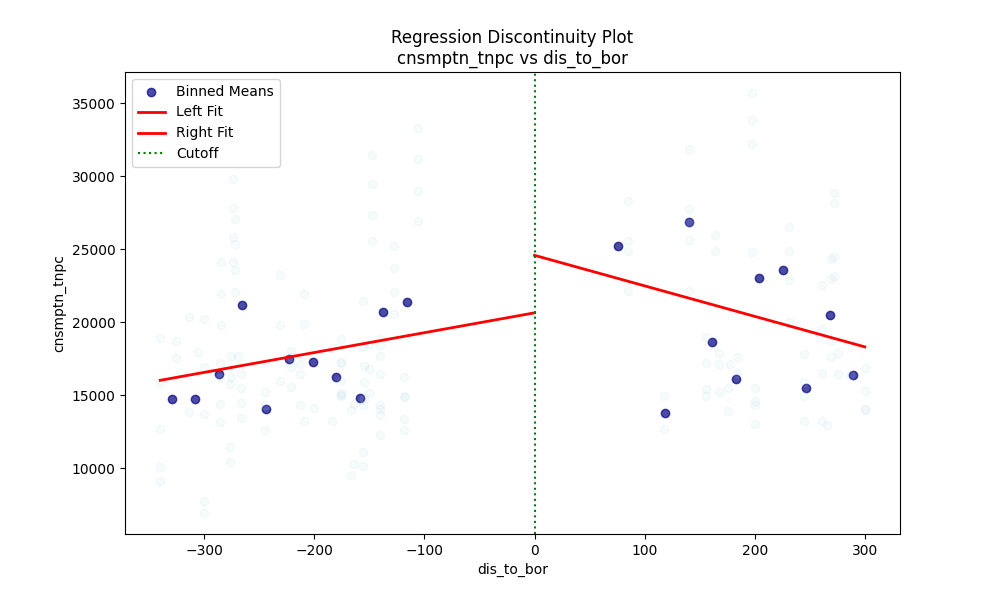 Regression Discontinuity Plot
cnsmptn_tnpc vs dis_to_bor
Binned Means
Left Fit
Right Fit
Cutoff
35000
30000
25000
20000
15000
10000
cnsmptn_tnpc
−300
−200
−100
0
100
200
300
dis_to_bor